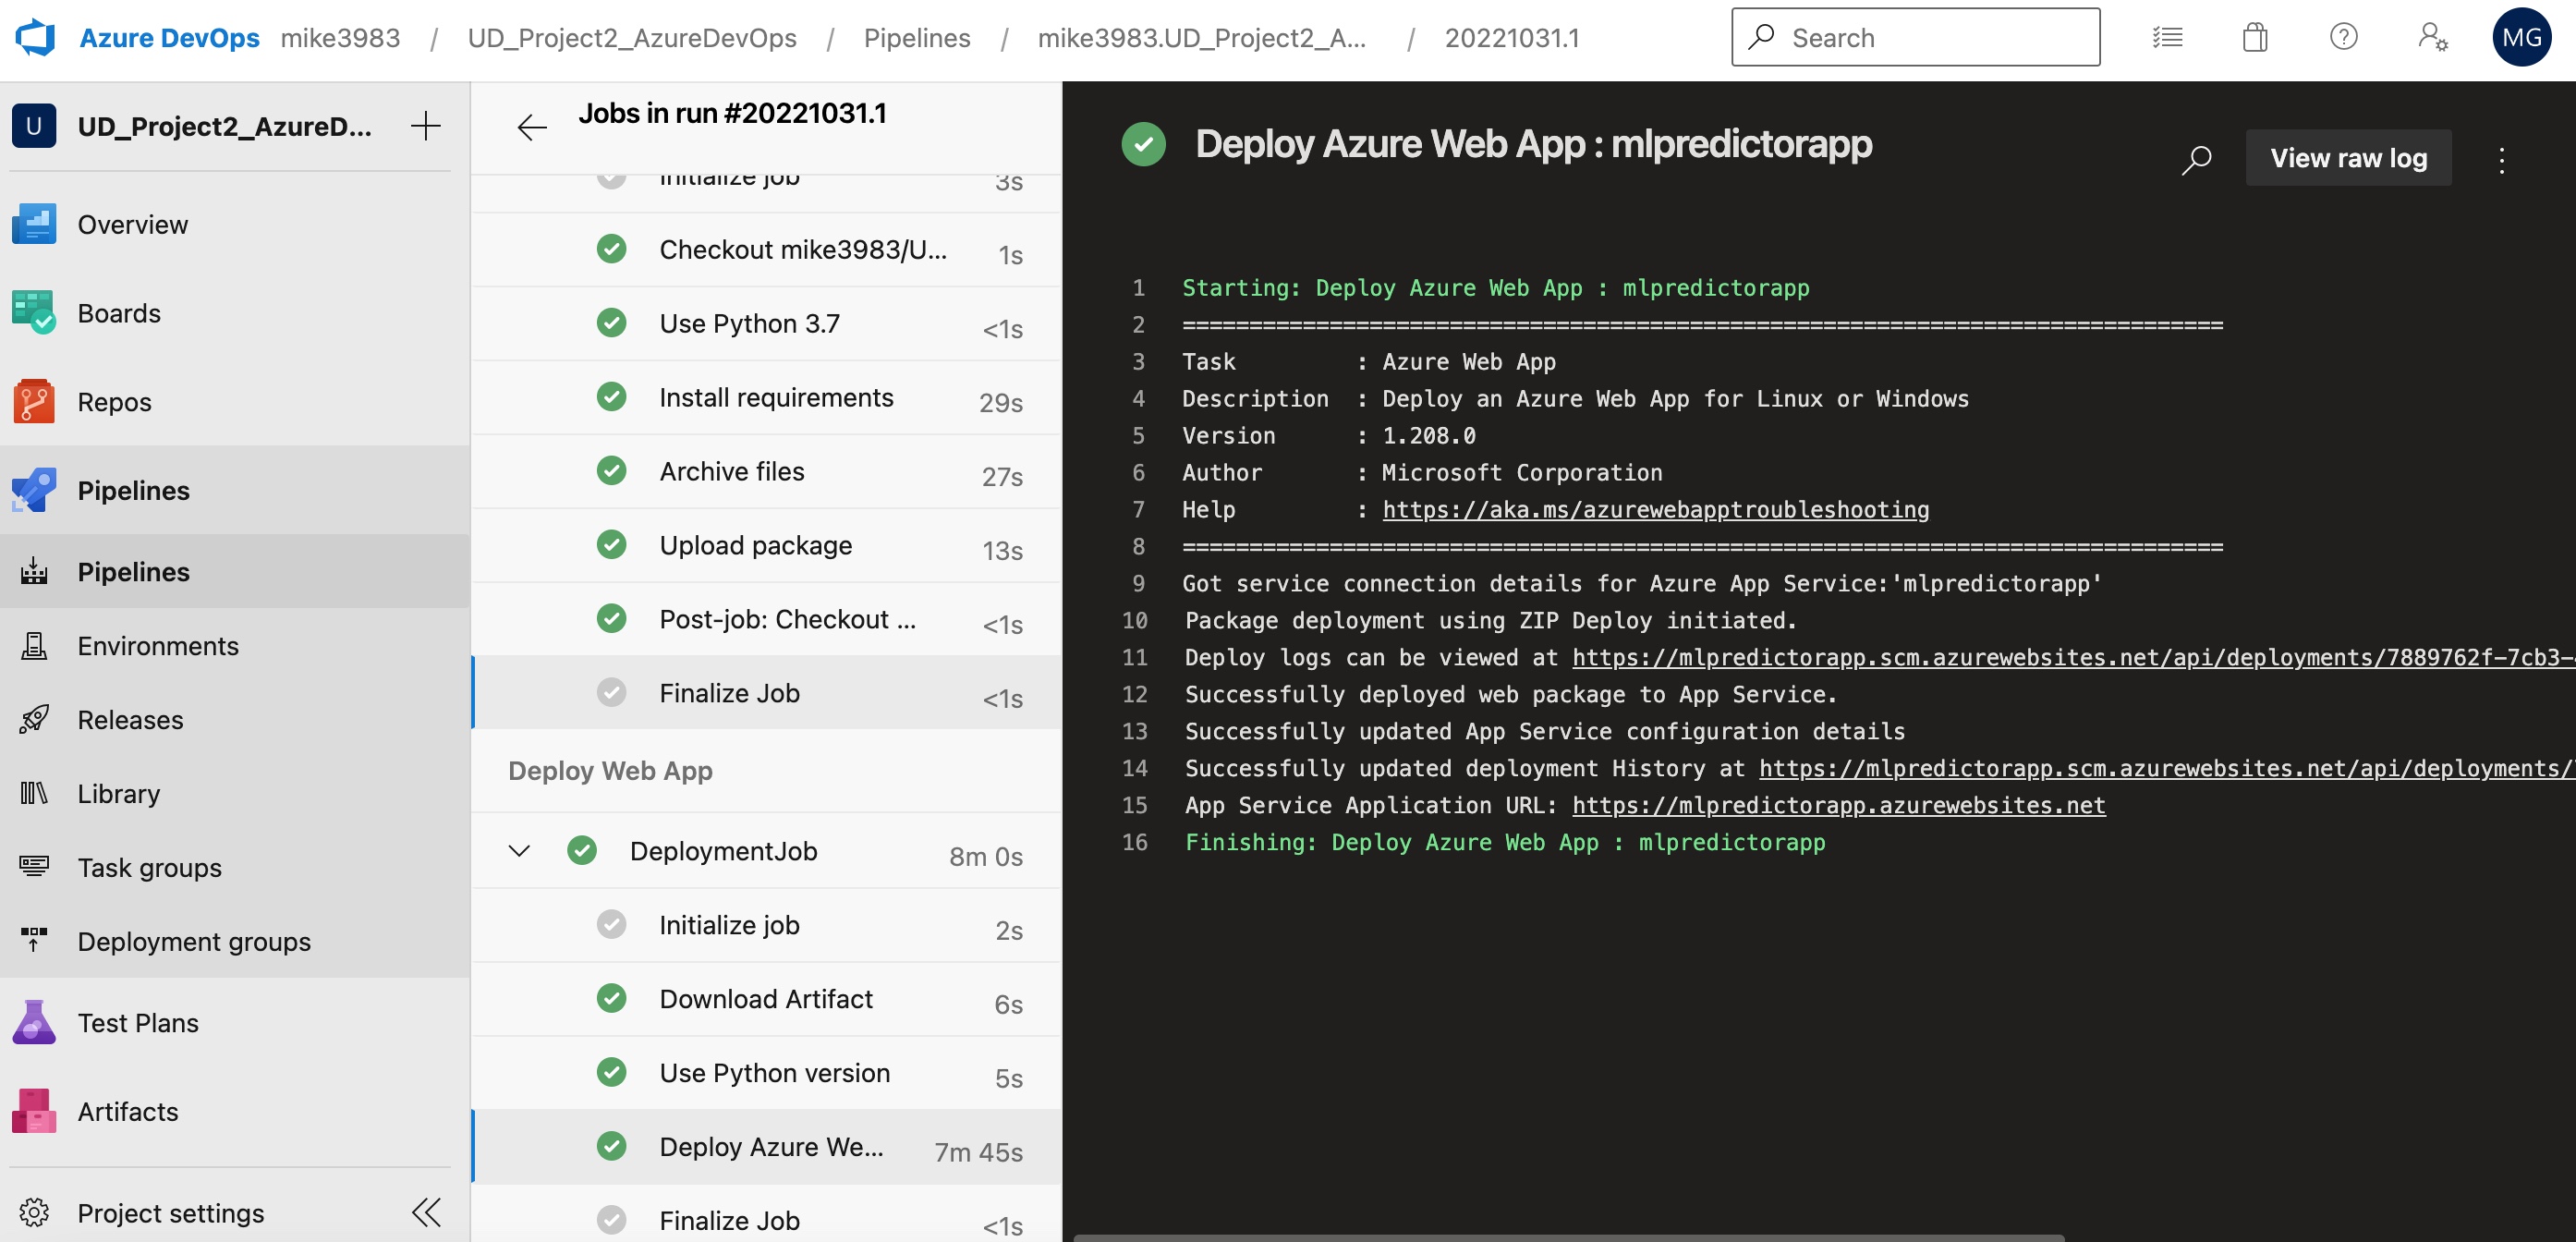 Azure DevOps mike3983 / UD_Project2_AzureDevOps / Pipelines / mike3983.UD_Project2_A... / 20221031.1
Search
MG
U UD_Project2_AzureD...
Overview
Boards
Repos
Pipelines
Pipelines
Environments
Releases
Library
Task groups
Deployment groups
Test Plans
Artifacts
Project settings
Jobs in run #20221031.1
Initialize job 3s
Checkout mike3983/U... 1s
Use Python 3.7 <1s
Install requirements 29s
Archive files 27s
Upload package 13s
Post-job: Checkout ... <1s
Finalize Job <1s
Deploy Web App
DeploymentJob 8m 0s
Initialize job 2s
Download Artifact 6s
Use Python version 5s
Deploy Azure We... 7m 45s
Finalize Job <1s
Deploy Azure Web App : mlpredictorapp
View raw log
1 Starting: Deploy Azure Web App : mlpredictorapp
2 ==============================================================================
3 Task : Azure Web App
4 Description : Deploy an Azure Web App for Linux or Windows
5 Version : 1.208.0
6 Author : Microsoft Corporation
7 Help : https://aka.ms/azurewebapptroubleshooting
8 ==============================================================================
9 Got service connection details for Azure App Service:'mlpredictorapp'
10 Package deployment using ZIP Deploy initiated.
11 Deploy logs can be viewed at https://mlpredictorapp.scm.azurewebsites.net/api/deployments/7889762f-7cb3-
12 Successfully deployed web package to App Service.
13 Successfully updated App Service configuration details
14 Successfully updated deployment History at https://mlpredictorapp.scm.azurewebsites.net/api/deployments/
15 App Service Application URL: https://mlpredictorapp.azurewebsites.net
16 Finishing: Deploy Azure Web App : mlpredictorapp